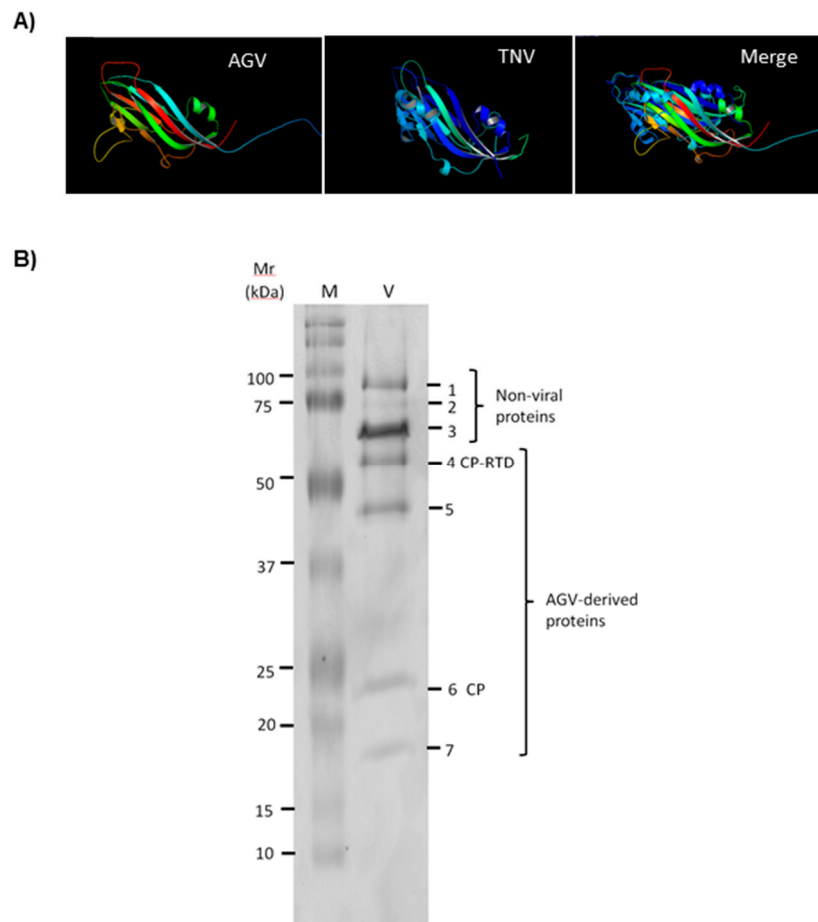 A)
AGV
TNV
Merge
B)
Mr
(kDa)
M
V
100
75
50
37
25
20
15
10
1
2
3
4 CP-RTD
5
6 CP
7
Non-viral
proteins
AGV-derived
proteins